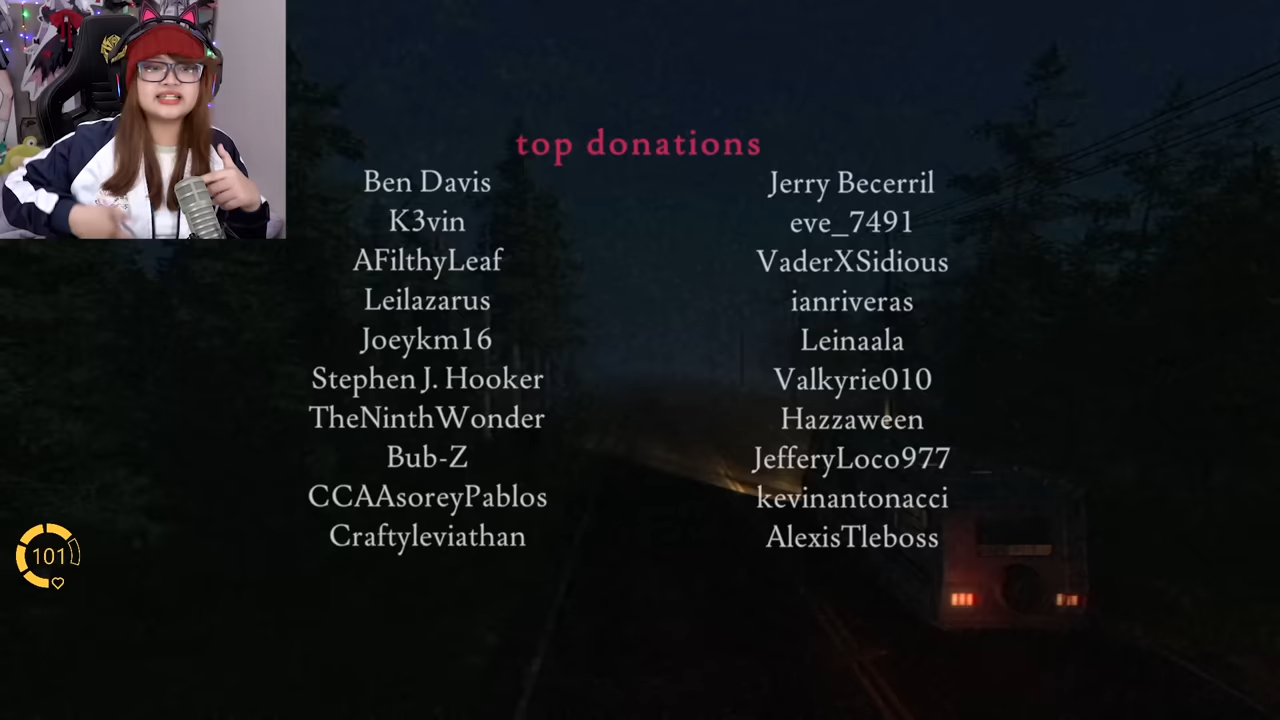 top donations
Ben Davis
K3vin
AFilthyLeaf
Leilazarus
Joeykm16
Stephen J. Hooker
TheNinthWonder
Bub-Z
CCAAsoreyPablos
Craftyleviathan
Jerry Becerril
eve_7491
VaderXSidious
ianriveras
Leinaala
Valkyrie010
Hazzaween
JefferyLoco977
kevinantonacci
AlexisTleboss
101